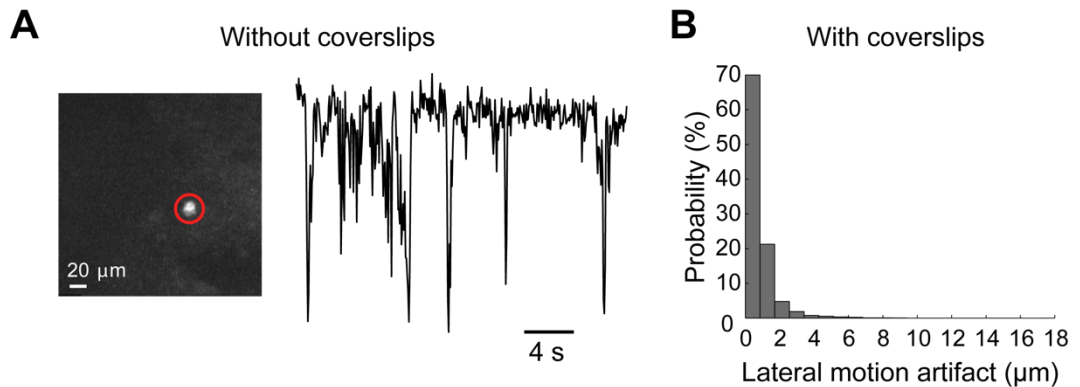 A
Without coverslips
20 μm
4 s
B
With coverslips
Probability (%)
70
60
50
40
30
20
10
0
0 2 4 6 8 10 12 14 16 18
Lateral motion artifact (μm)